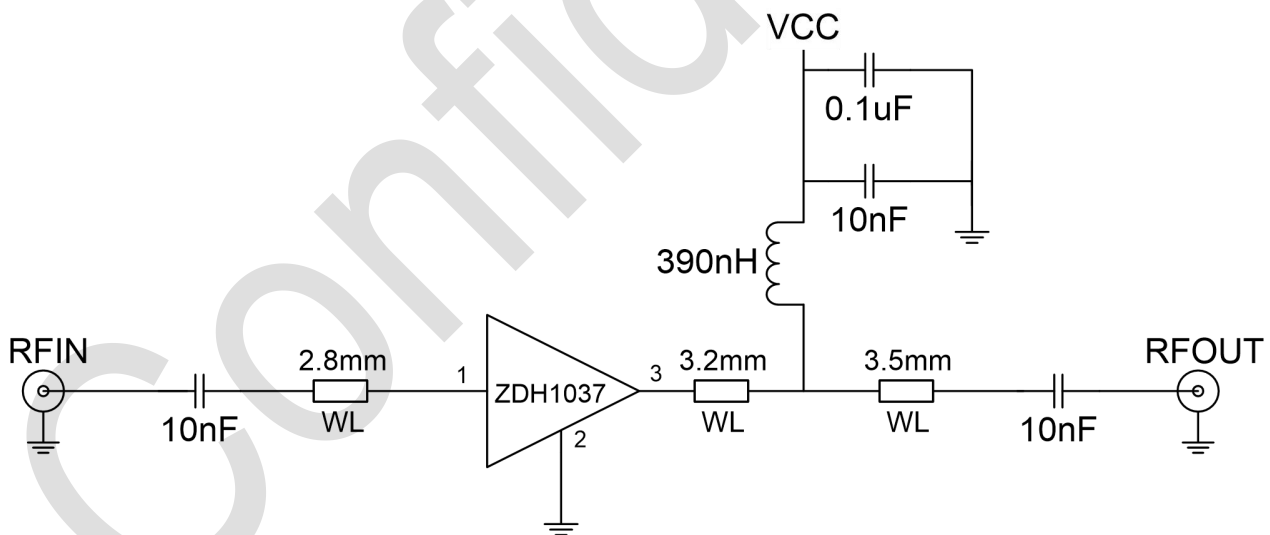 VCC
0.1uF
10nF
390nH
RFIN
2.8mm
3.2mm
3.5mm
RFOUT
1
ZDH1037
3
10nF
WL
2
WL
WL
10nF
Confid